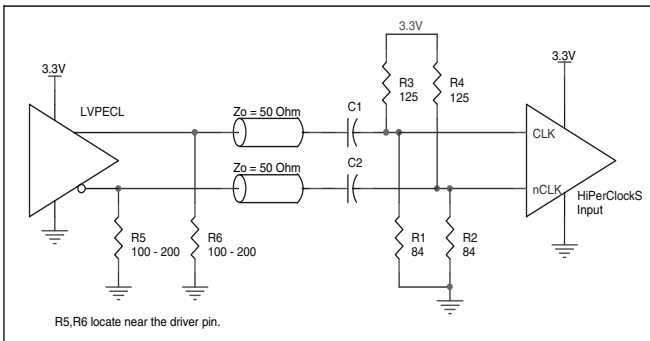 3.3V
3.3V
LVPECL
R3
125
R4
125
3.3V
Zo = 50 Ohm
C1
CLK
Zo = 50 Ohm
C2
nCLK
HiPerClockS
Input
R5
100 - 200
R6
100 - 200
R1
84
R2
84
R5,R6 locate near the driver pin.